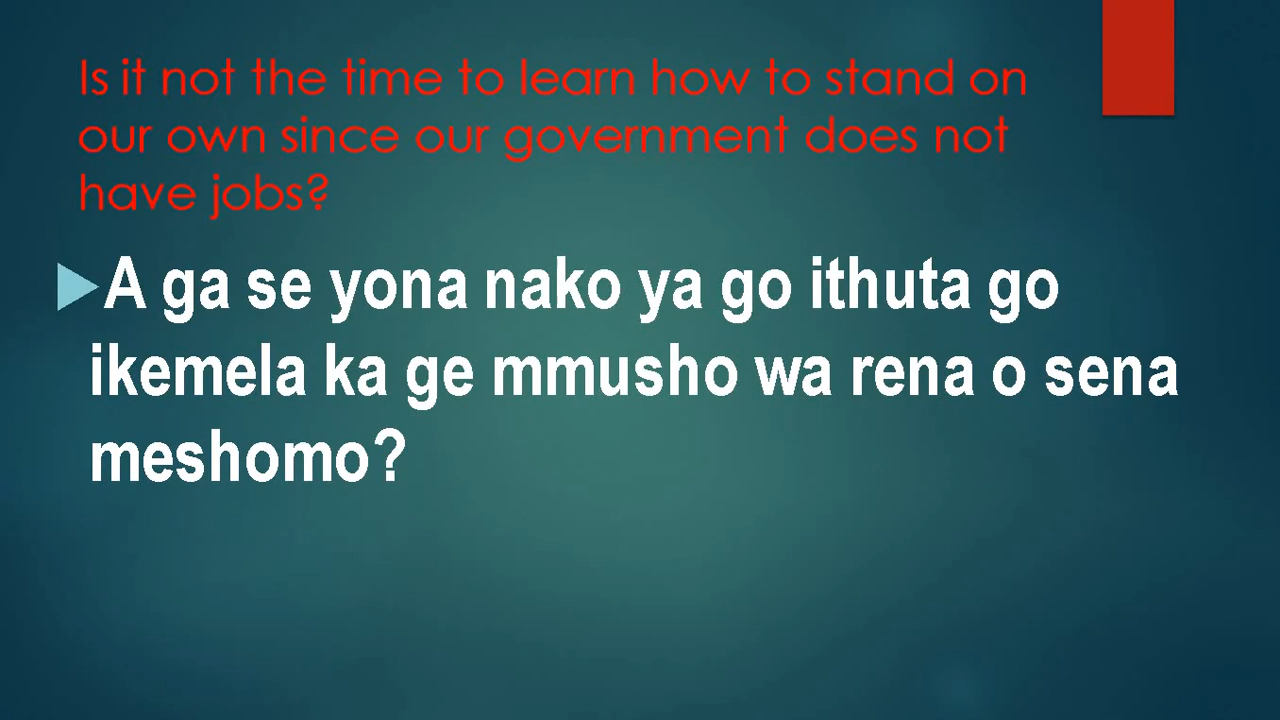 Is it not the time to learn how to stand on
our own since our government does not
have jobs?
A ga se yona nako ya go ithuta go
ikemela ka ge mmusho wa rena o sena
meshomo?